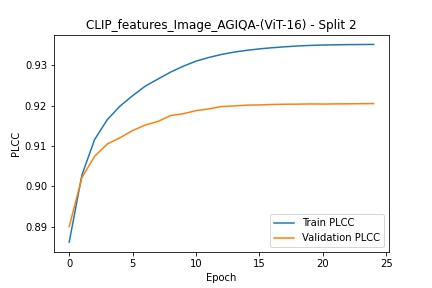 CLIP_features_Image_AGIQA-(ViT-16) - Split 2
PLCC
0.93
0.92
0.91
0.90
0.89
Train PLCC
Validation PLCC
0 5 10 15 20 25
Epoch